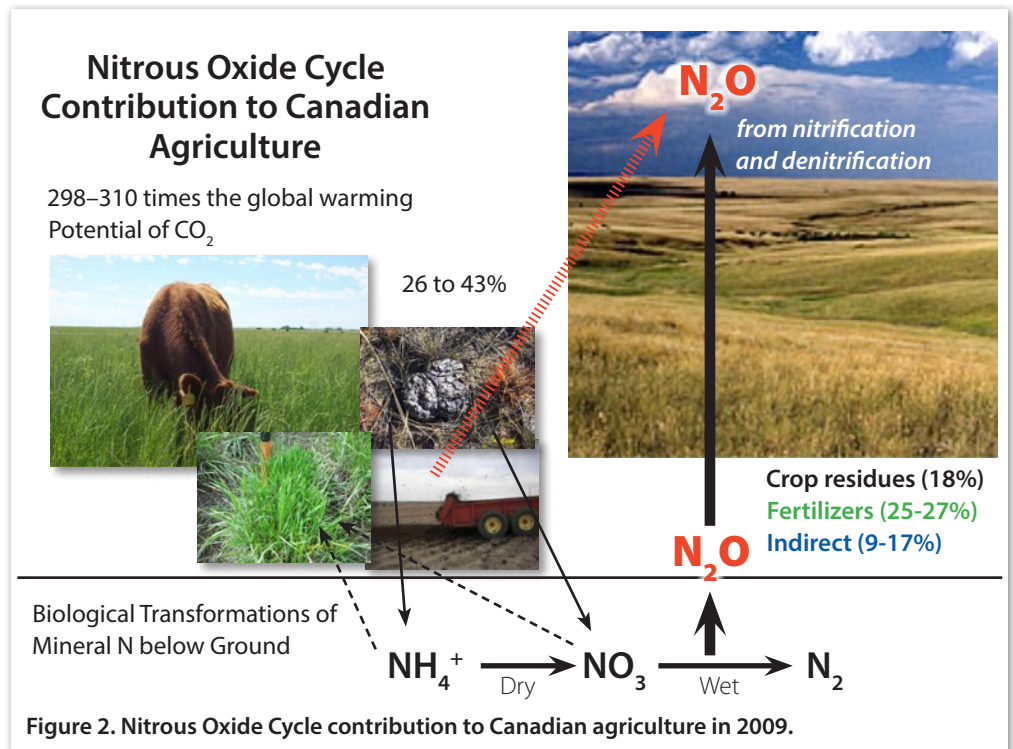 Nitrous Oxide Cycle
Contribution to Canadian
Agriculture
298–310 times the global warming
Potential of CO₂
26 to 43%
N₂O
from nitrification
and denitrification
Crop residues (18%)
Fertilizers (25-27%)
Indirect (9-17%)
N₂O
Biological Transformations of
Mineral N below Ground
NH₄⁺
Dry
NO₃
Wet
N₂
Figure 2. Nitrous Oxide Cycle contribution to Canadian agriculture in 2009.